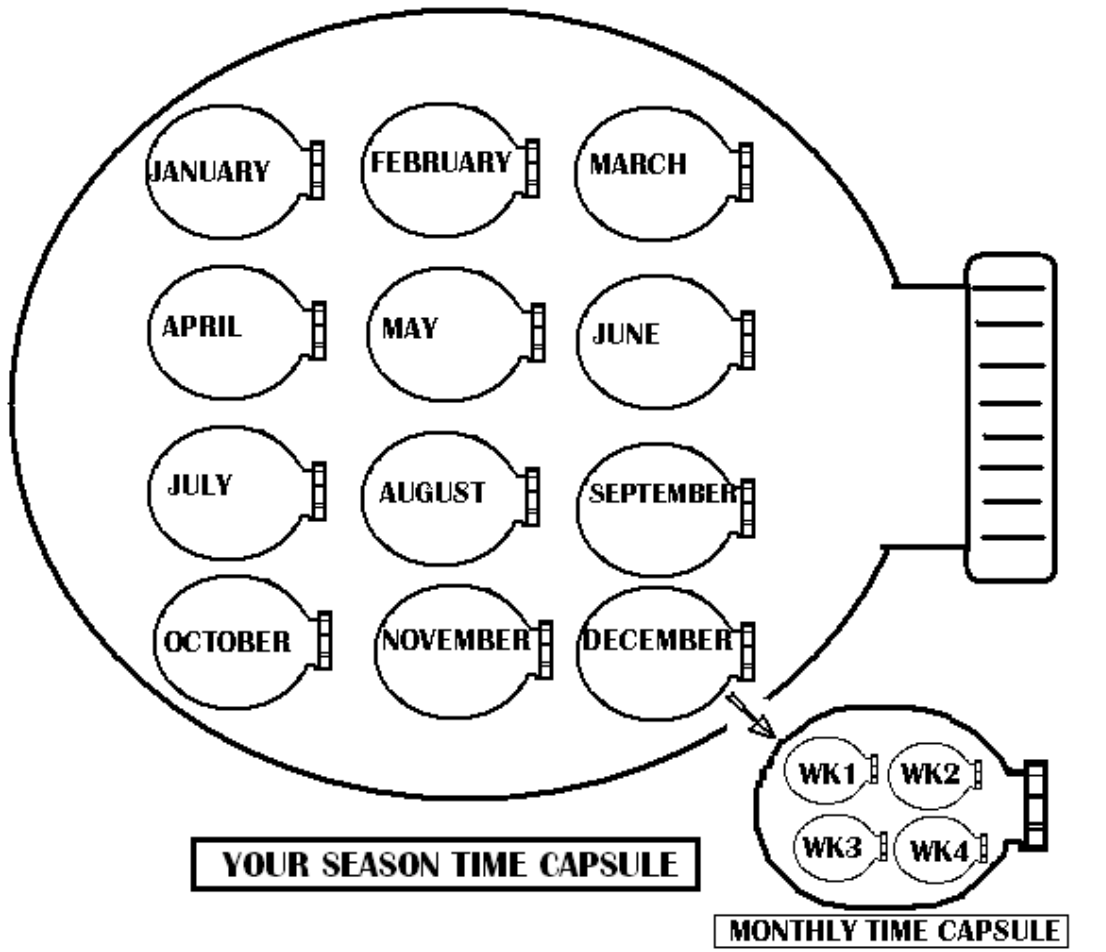 JANUARY
FEBRUARY
MARCH
APRIL
MAY
JUNE
JULY
AUGUST
SEPTEMBER
OCTOBER
NOVEMBER
DECEMBER
WK1
WK2
WK3
WK4
YOUR SEASON TIME CAPSULE
MONTHLY TIME CAPSULE